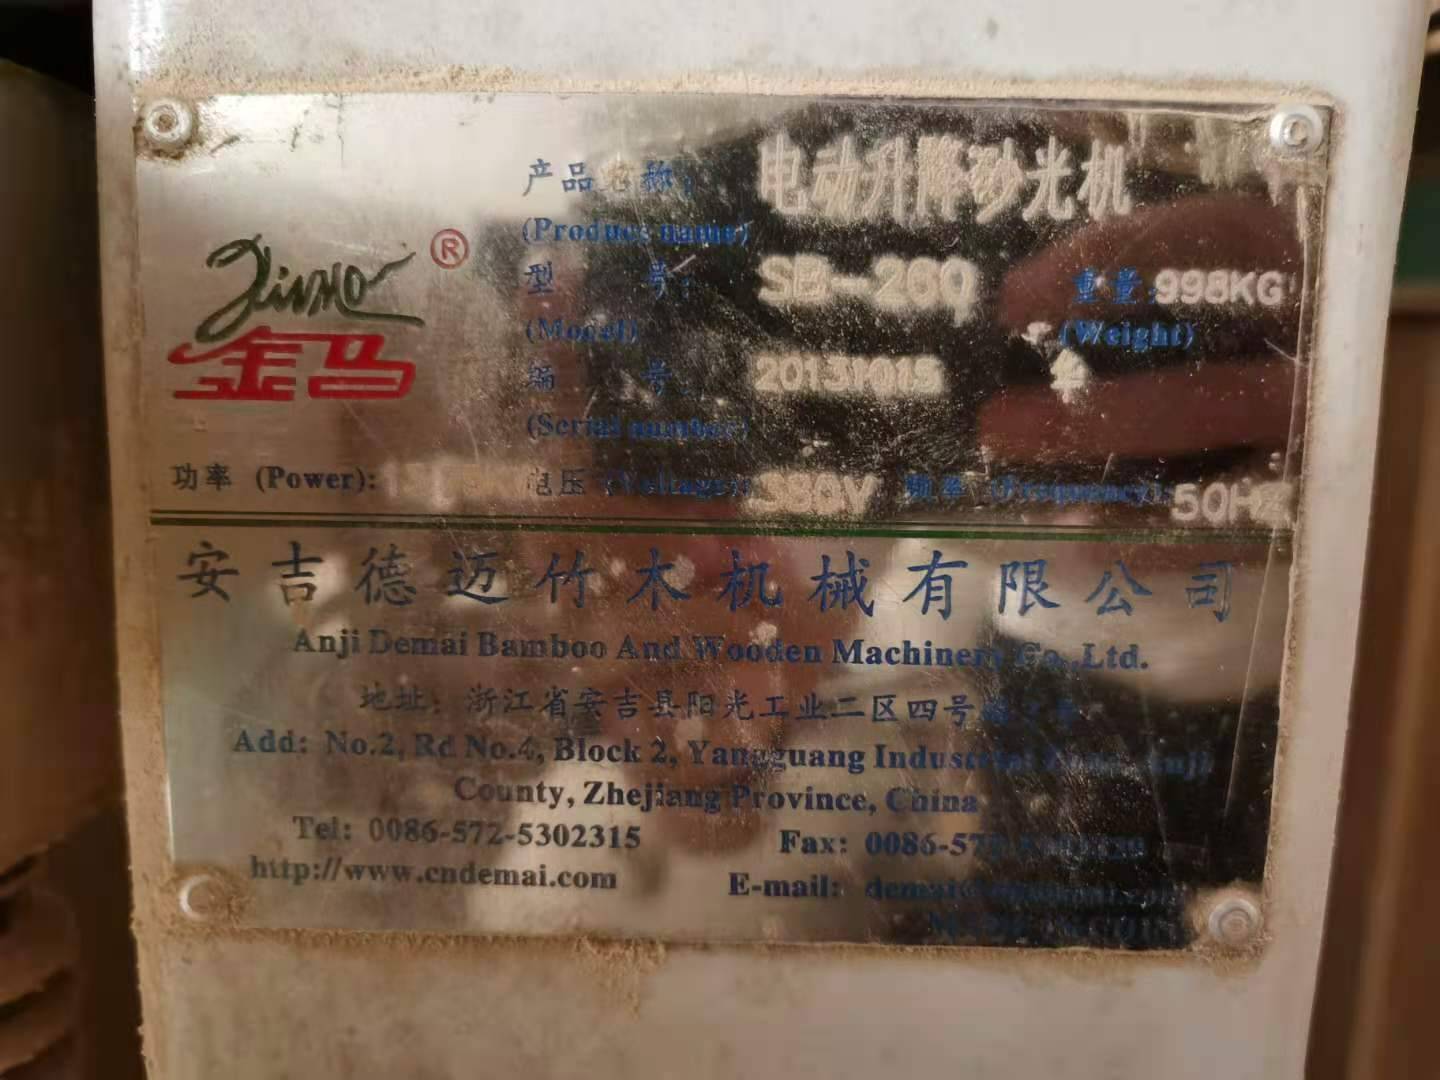 Jinma ®
金马
产品名称: 电动升降砂光机
(Product name)
型 号: SB-260 重量: 998KG
(Model) (Weight)
编 号:
(Serial number)
功率 (Power): 电压 (Voltage): 380V 频率 (Frequency): 50HZ
安吉德迈竹木机械有限公司
Anji Demai Bamboo And Wooden Machinery Co.,Ltd.
地址: 浙江省安吉县阳光工业二区四号路2号
Add: No.2, Rd No.4, Block 2, Yangguang Industrial Zone, Anji
County, Zhejiang Province, China
Tel: 0086-572-5302315 Fax:
http://www.cndemai.com E-mail: